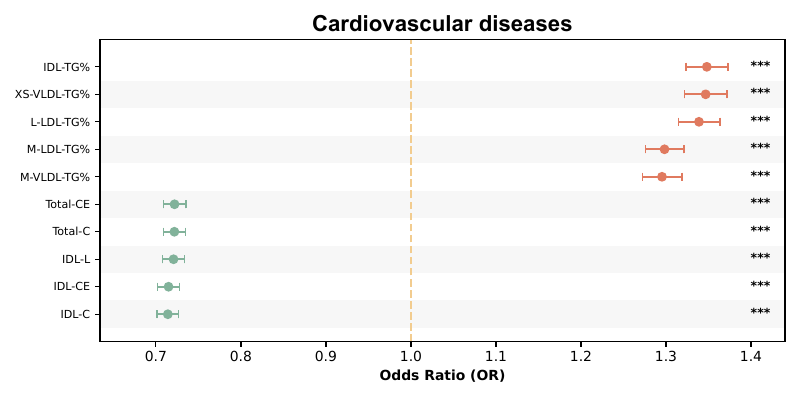 Cardiovascular diseases
IDL-TG% ***
XS-VLDL-TG% ***
L-LDL-TG% ***
M-LDL-TG% ***
M-VLDL-TG% ***
Total-CE ***
Total-C ***
IDL-L ***
IDL-CE ***
IDL-C ***
0.7 0.8 0.9 1.0 1.1 1.2 1.3 1.4
Odds Ratio (OR)